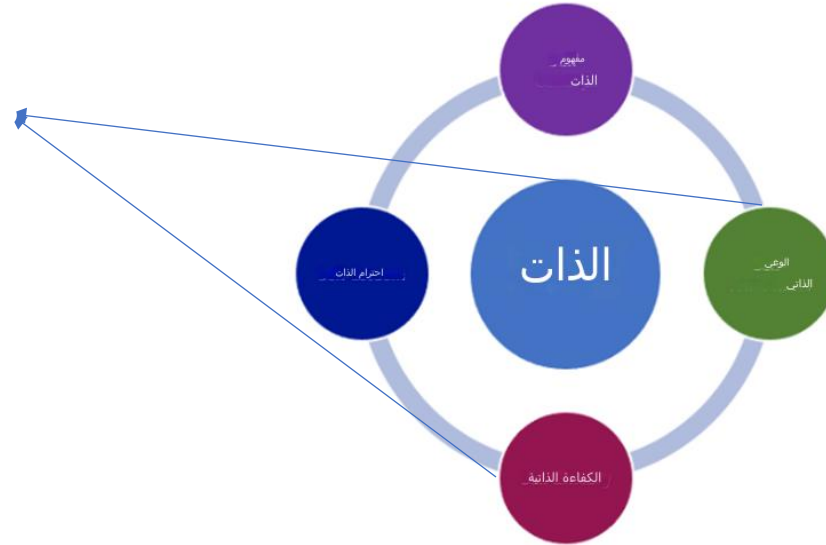 مفهوم
الذات
الذات
الوعي
الذاتي
احترام الذات
الكفاءة الذاتية